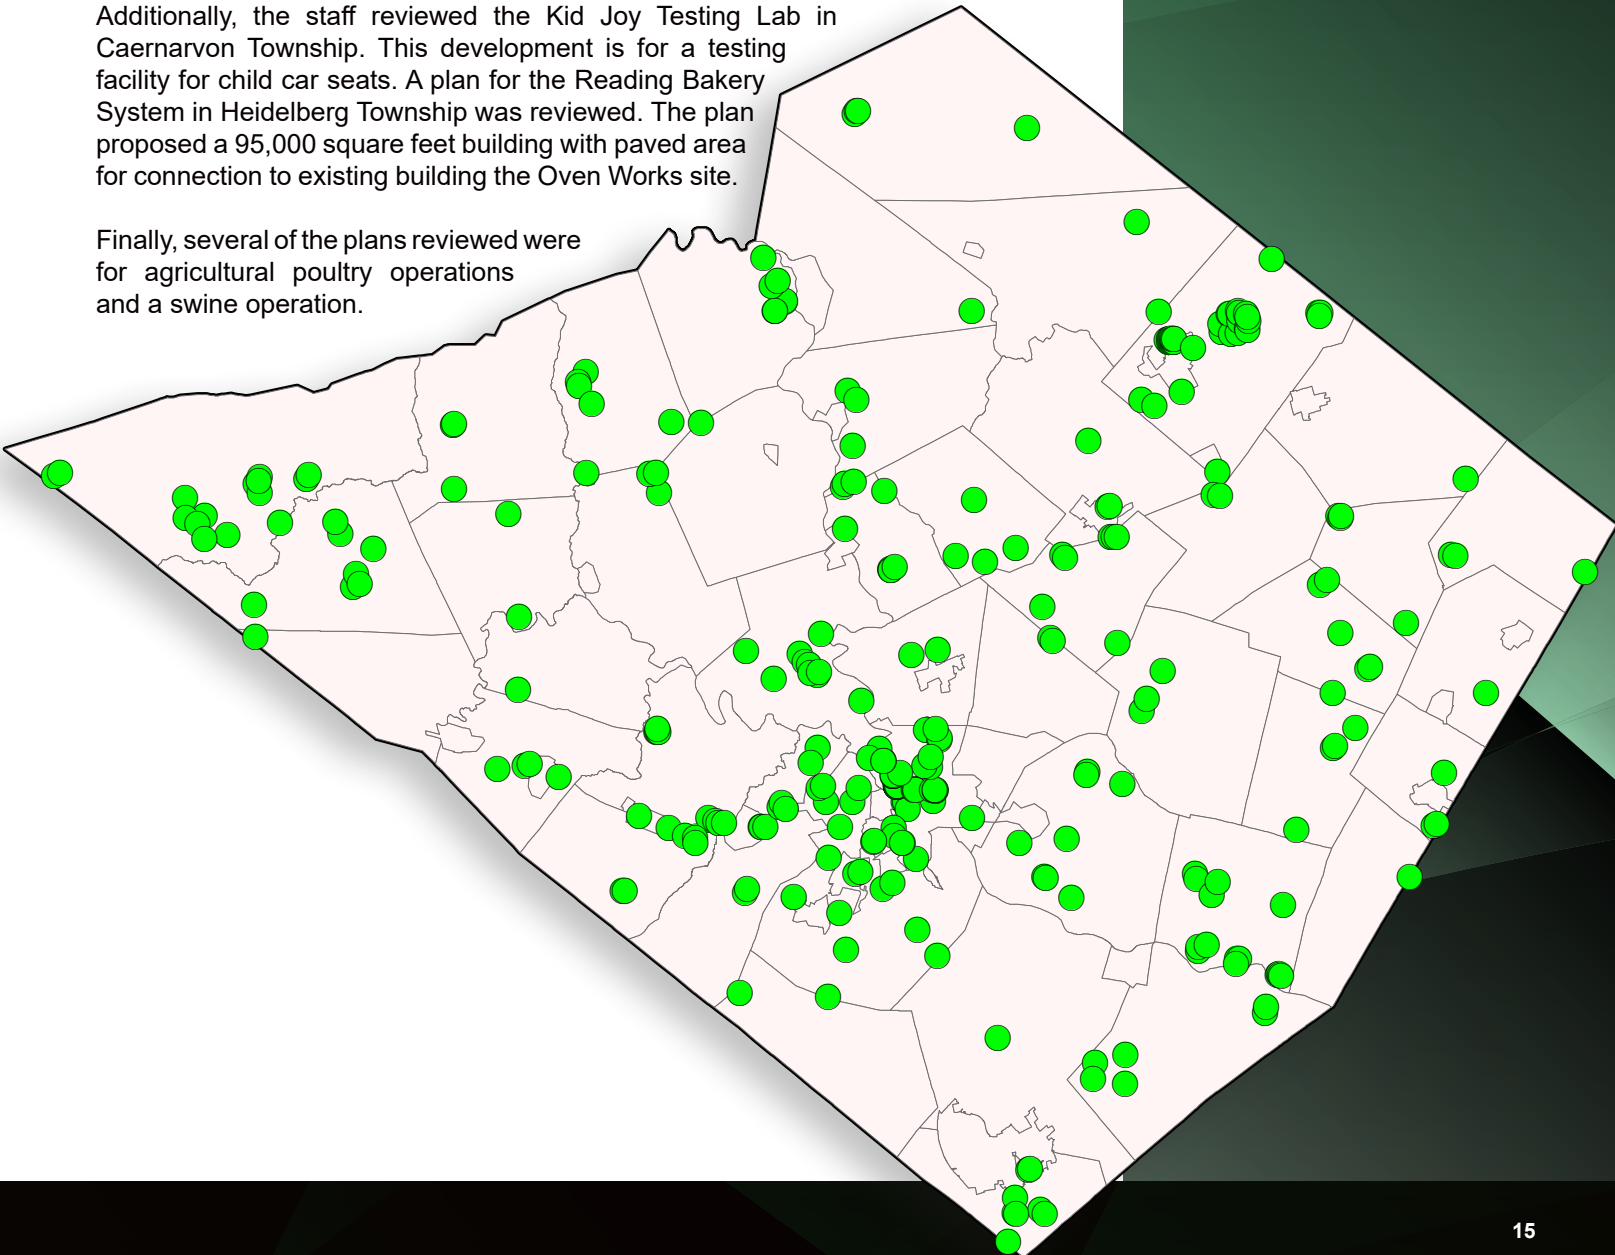 Additionally, the staff reviewed the Kid Joy Testing Lab in
Caernarvon Township. This development is for a testing
facility for child car seats. A plan for the Reading Bakery
System in Heidelberg Township was reviewed. The plan
proposed a 95,000 square feet building with paved area
for connection to existing building the Oven Works site.
Finally, several of the plans reviewed were
for agricultural poultry operations
and a swine operation.
15